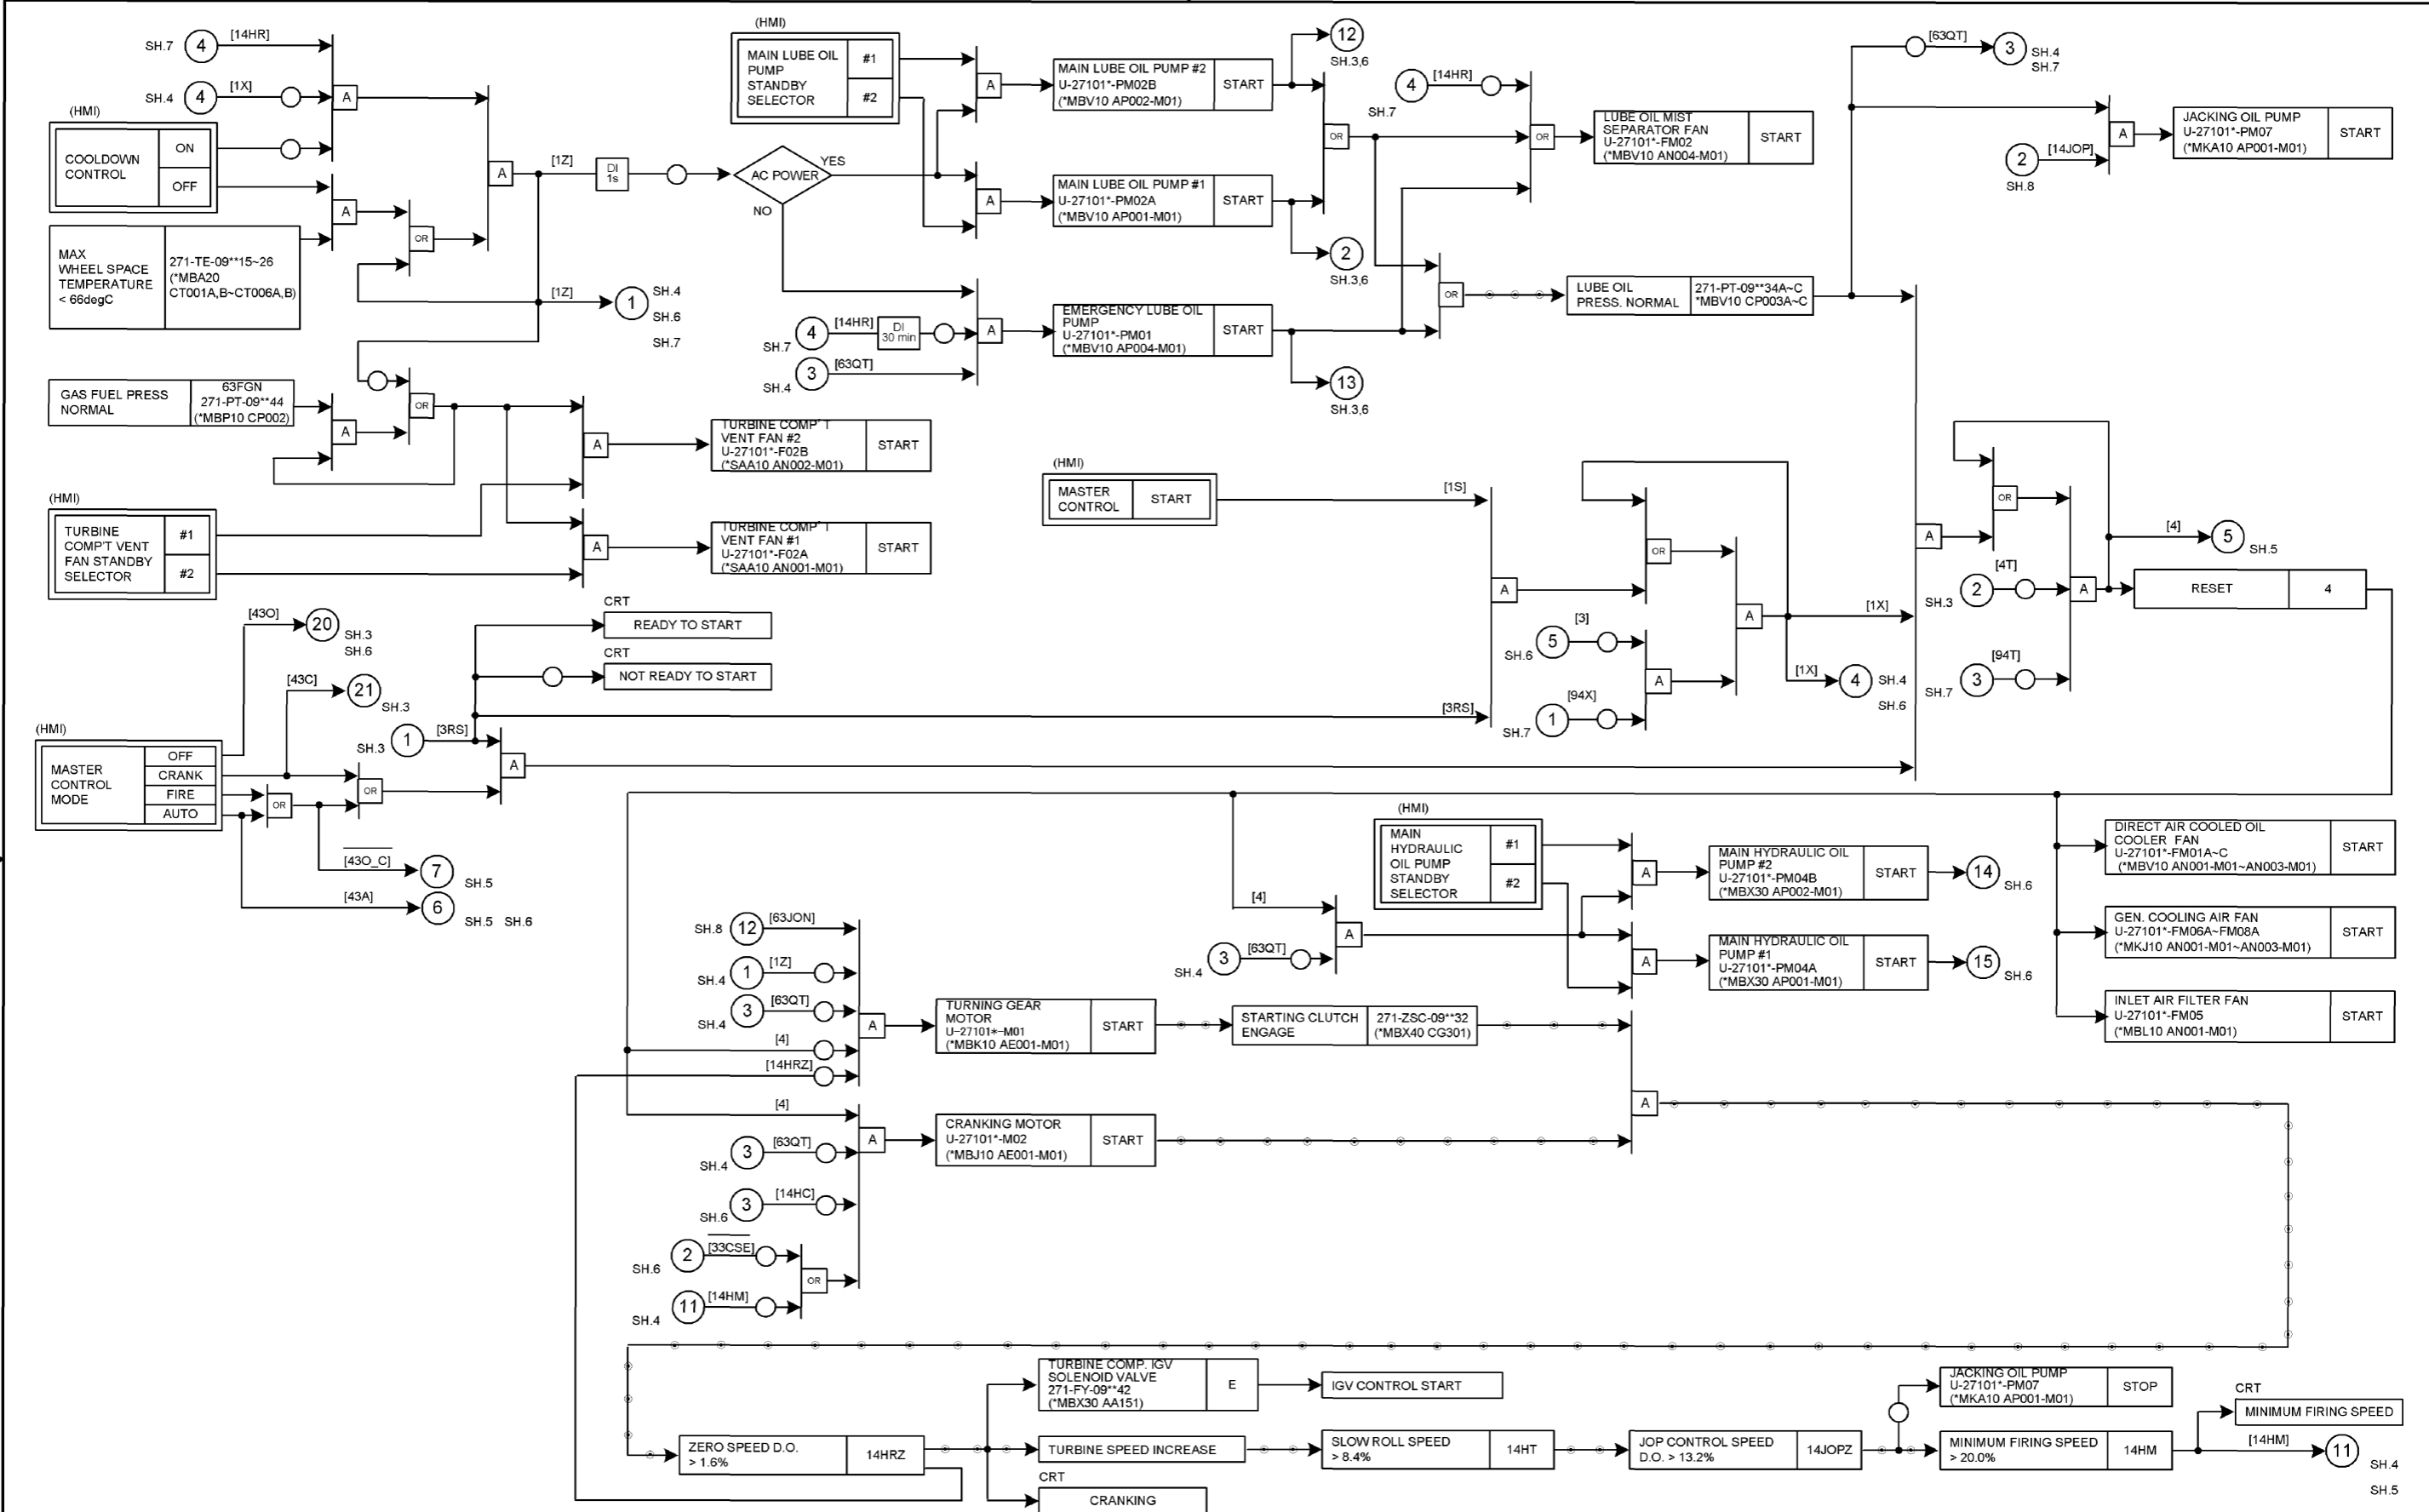 SH.7
4
[14HR]
SH.4
4
[1X]
A
(HMI)
COOLDOWN
CONTROL
ON
OFF
A
MAX
WHEEL SPACE
TEMPERATURE
< 66degC
271-TE-09**15~26
(*MBA20
CT001A,B~CT006A,B)
OR
A
[1Z]
DI
1s
[1Z]
1
SH.4
SH.6
SH.7
GAS FUEL PRESS
NORMAL
63FGN
271-PT-09**44
(*MBP10 CP002)
A
OR
(HMI)
TURBINE
COMP'T VENT
FAN STANDBY
SELECTOR
#1
#2
A
TURBINE COMP'T
VENT FAN #2
U-27101*-F02B
(*SAA10 AN002-M01)
START
A
TURBINE COMP'T
VENT FAN #1
U-27101*-F02A
(*SAA10 AN001-M01)
START
(HMI)
MAIN LUBE OIL
PUMP
STANDBY
SELECTOR
#1
#2
AC POWER
YES
NO
A
MAIN LUBE OIL PUMP #2
U-27101*-PM02B
(*MBV10 AP002-M01)
START
12
SH.3,6
A
MAIN LUBE OIL PUMP #1
U-27101*-PM02A
(*MBV10 AP001-M01)
START
2
SH.3,6
OR
SH.7
4
[14HR]
DI
30 min
SH.4
3
[63QT]
A
EMERGENCY LUBE OIL
PUMP
U-27101*-PM01
(*MBV10 AP004-M01)
START
13
SH.3,6
4
[14HR]
SH.7
OR
LUBE OIL MIST
SEPARATOR FAN
U-27101*-FM02
(*MBV10 AN004-M01)
START
OR
LUBE OIL
PRESS. NORMAL
271-PT-09**34A~C
*MBV10 CP003A~C
[63QT]
3
SH.4
SH.7
2
[14JOP]
SH.8
A
JACKING OIL PUMP
U-27101*-PM07
(*MKA10 AP001-M01)
START
(HMI)
MASTER
CONTROL
START
[1S]
A
[3RS]
OR
[3]
5
SH.6
[94X]
1
SH.7
A
A
[1X]
[1X]
4
SH.4
SH.6
A
OR
[4T]
2
SH.3
[94T]
3
SH.7
A
[4]
5
SH.5
RESET
4
CRT
READY TO START
CRT
NOT READY TO START
[43O]
20
SH.3
SH.6
[43C]
21
SH.3
SH.3
1
[3RS]
A
(HMI)
MASTER
CONTROL
MODE
OFF
CRANK
FIRE
AUTO
OR
OR
[43O_C]
7
SH.5
[43A]
6
SH.5 SH.6
(HMI)
MAIN
HYDRAULIC
OIL PUMP
STANDBY
SELECTOR
#1
#2
[4]
SH.4
3
[63QT]
A
A
MAIN HYDRAULIC OIL
PUMP #2
U-27101*-PM04B
(*MBX30 AP002-M01)
START
14
SH.6
A
MAIN HYDRAULIC OIL
PUMP #1
U-27101*-PM04A
(*MBX30 AP001-M01)
START
15
SH.6
DIRECT AIR COOLED OIL
COOLER FAN
U-27101*-FM01A~C
(*MBV10 AN001-M01~AN003-M01)
START
GEN. COOLING AIR FAN
U-27101*-FM06A~FM08A
(*MKJ10 AN001-M01~AN003-M01)
START
INLET AIR FILTER FAN
U-27101*-FM05
(*MBL10 AN001-M01)
START
SH.8
12
[63JON]
SH.4
1
[1Z]
SH.4
3
[63QT]
[4]
[14HRZ]
A
TURNING GEAR
MOTOR
U-27101*-M01
(*MBK10 AE001-M01)
START
STARTING CLUTCH
ENGAGE
271-ZSC-09**32
(*MBX40 CG301)
A
[4]
SH.4
3
[63QT]
SH.6
3
[14HC]
SH.6
2
[33CSE]
SH.4
11
[14HM]
OR
A
CRANKING MOTOR
U-27101*-M02
(*MBJ10 AE001-M01)
START
ZERO SPEED D.O.
> 1.6%
14HRZ
TURBINE COMP. IGV
SOLENOID VALVE
271-FY-09**42
(*MBX30 AA151)
E
IGV CONTROL START
TURBINE SPEED INCREASE
CRT
CRANKING
SLOW ROLL SPEED
> 8.4%
14HT
JOP CONTROL SPEED
D.O. > 13.2%
14JOPZ
JACKING OIL PUMP
U-27101*-PM07
(*MKA10 AP001-M01)
STOP
MINIMUM FIRING SPEED
> 20.0%
14HM
CRT
MINIMUM FIRING SPEED
[14HM]
11
SH.4
SH.5